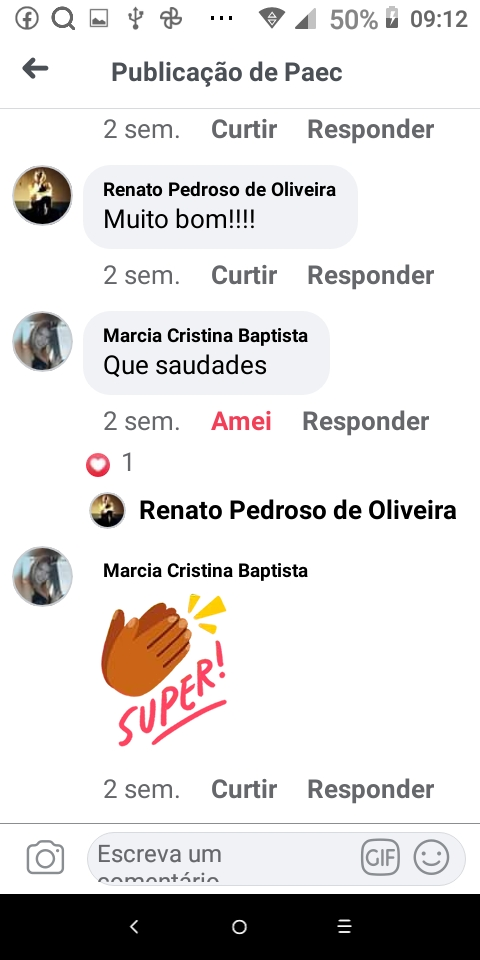 50% 09:12
Publicação de Paec
2 sem. Curtir Responder
Renato Pedroso de Oliveira
Muito bom!!!!
2 sem. Curtir Responder
Marcia Cristina Baptista
Que saudades
2 sem. Amei Responder
1
Renato Pedroso de Oliveira
Marcia Cristina Baptista
SUPER!
2 sem. Curtir Responder
Escreva um
comentário
GIF